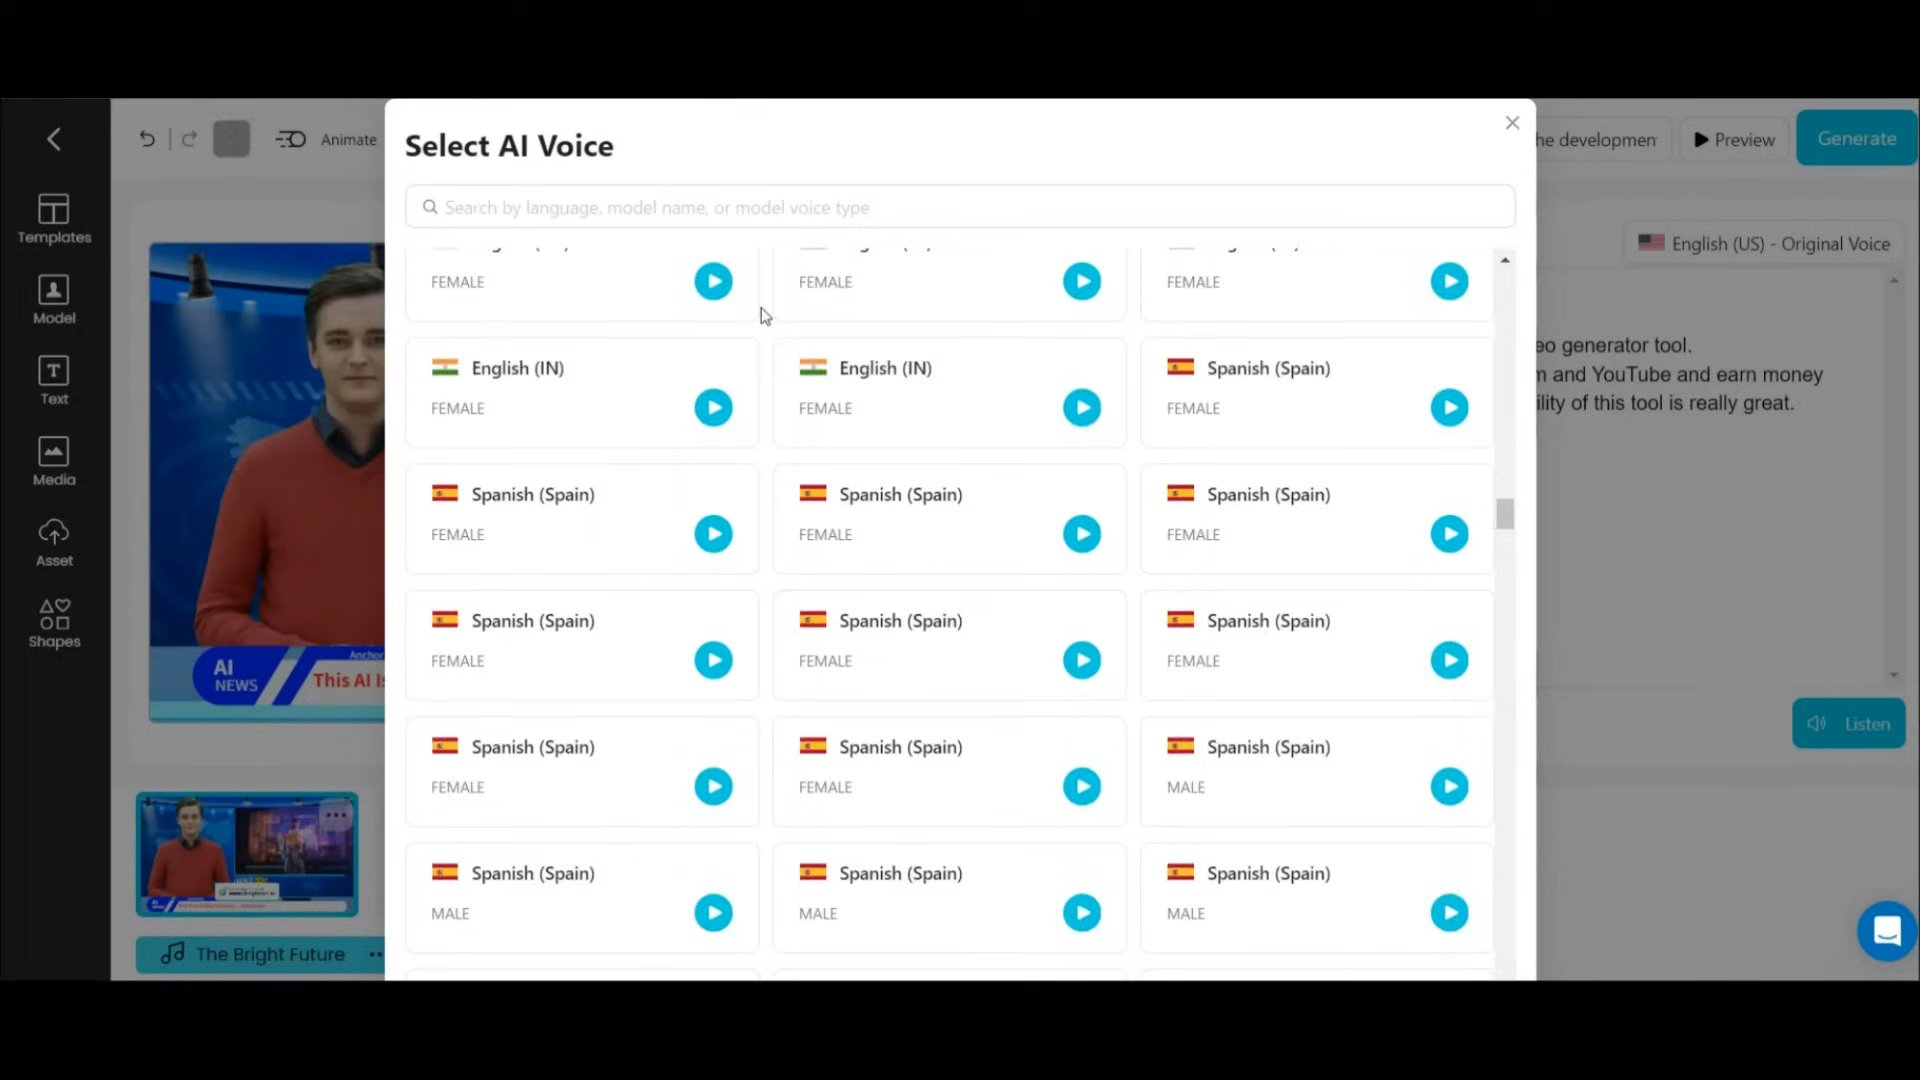 Animate
Select AI Voice
he developmen
Preview
Generate
Search by language, model name, or model voice type
Templates
Model
Text
Media
Asset
Shapes
English (US) - Original Voice
FEMALE
FEMALE
FEMALE
English (IN)
FEMALE
English (IN)
FEMALE
Spanish (Spain)
FEMALE
Spanish (Spain)
FEMALE
Spanish (Spain)
FEMALE
Spanish (Spain)
FEMALE
Spanish (Spain)
FEMALE
Spanish (Spain)
FEMALE
Spanish (Spain)
FEMALE
Spanish (Spain)
FEMALE
Spanish (Spain)
FEMALE
Spanish (Spain)
MALE
Spanish (Spain)
MALE
Spanish (Spain)
MALE
Spanish (Spain)
MALE
eo generator tool.
and YouTube and earn money
ility of this tool is really great.
Listen
Anchor
AI
NEWS
This AI Is
The Bright Future